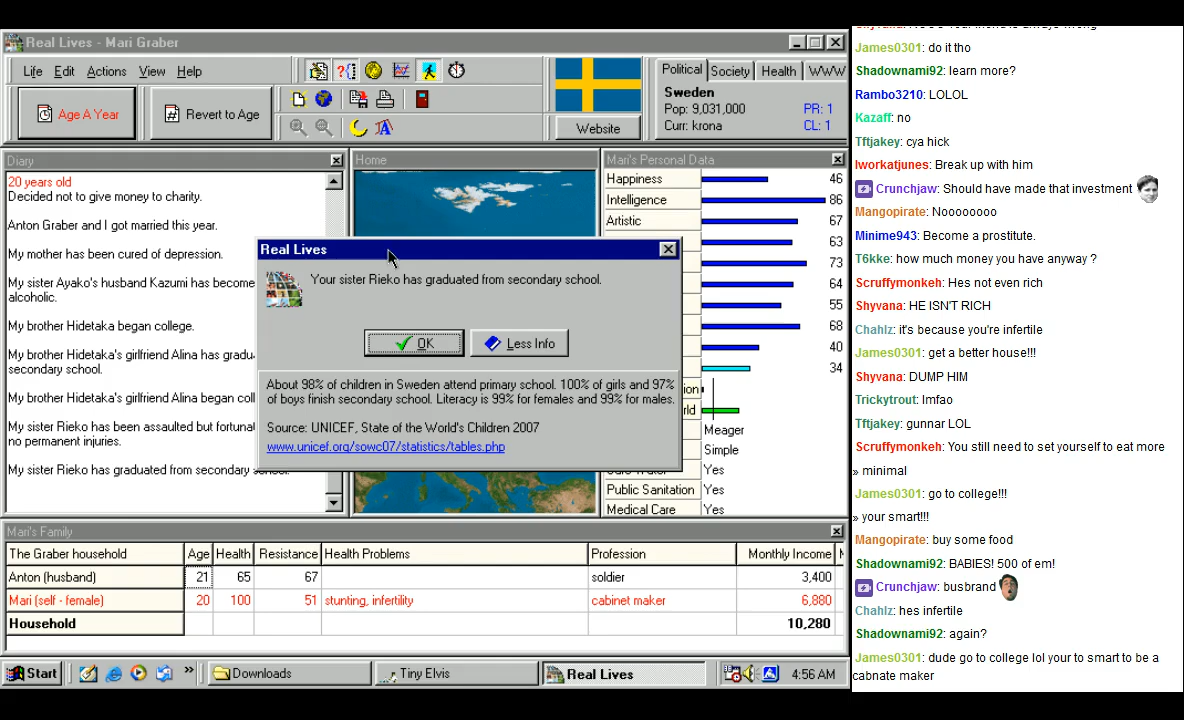 Real Lives - Mari Graber
Life Edit Actions View Help
Age A Year
Revert to Age
Website
Political Society Health WWW
Sweden
Pop: 9,031,000 PR: 1
Curr: krona CL: 1
Diary
20 years old
Decided not to give money to charity.
Anton Graber and I got married this year.
My mother has been cured of depression.
My sister Ayako's husband Kazumi has become
alcoholic.
My brother Hidetaka began college.
My brother Hidetaka's girlfriend Alina has gradu
secondary school.
My brother Hidetaka's girlfriend Alina began coll
My sister Rieko has been assaulted but fortunat
no permanent injuries.
My sister Rieko has graduated from secondary
Home
Real Lives
Your sister Rieko has graduated from secondary school.
OK
Less Info
About 98% of children in Sweden attend primary school. 100% of girls and 97%
of boys finish secondary school. Literacy is 99% for females and 99% for males.
Source: UNICEF, State of the World's Children 2007
www.unicef.org/sowc07/statistics/tables.php
Mari's Personal Data
Happiness 46
Intelligence 86
Artistic 67
63
73
64
55
68
40
34
ion
rld
Meager
Simple
Yes
Public Sanitation Yes
Medical Care Yes
Mari's Family
The Graber household Age Health Resistance Health Problems Profession Monthly Income
Anton (husband) 21 65 67 soldier 3,400
Mari (self - female) 20 100 51 stunting, infertility cabinet maker 6,880
Household 10,280
Start » Downloads Tiny Elvis Real Lives 4:56 AM
James0301: do it tho
Shadownami92: learn more?
Rambo3210: LOLOL
Kazaff: no
Tftjakey: cya hick
Iworkatjunes: Break up with him
Crunchjaw: Should have made that investment
Mangopirate: Nooooooo
Minime943: Become a prostitute.
T6kke: how much money you have anyway ?
Scruffymonkeh: Hes not even rich
Shyvana: HE ISN'T RICH
Chahlz: it's because you're infertile
James0301: get a better house!!!
Shyvana: DUMP HIM
Trickytrout: lmfao
Tftjakey: gunnar LOL
Scruffymonkeh: You still need to set yourself to eat more
» minimal
James0301: go to college!!!
» your smart!!!
Mangopirate: buy some food
Shadownami92: BABIES! 500 of em!
Crunchjaw: busbrand
Chahlz: hes infertile
Shadownami92: again?
James0301: dude go to college lol your to smart to be a
cabnate maker